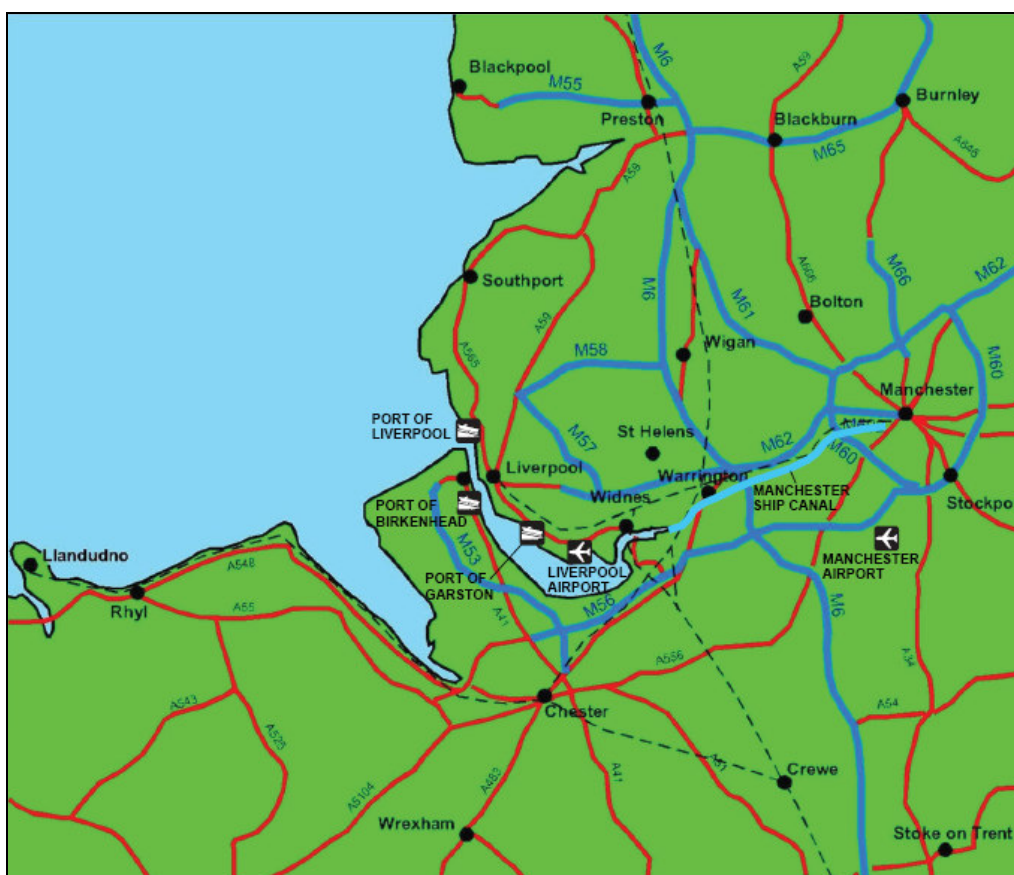 Blackpool
M55
Preston
M6
A59
Blackburn
Burnley
M65
A646
A59
Southport
A59
A565
M6
M61
A666
Bolton
M66
M62
M60
Wigan
M58
Manchester
PORT OF
LIVERPOOL
M57
St Helens
M62
M60
Liverpool
Widnes
Warrington
MANCHESTER
SHIP CANAL
Stockpo
PORT OF
BIRKENHEAD
M53
PORT OF
GARSTON
LIVERPOOL
AIRPORT
MANCHESTER
AIRPORT
Llandudno
A548
Rhyl
A55
A41
M56
M6
A556
A34
A543
A525
Chester
A54
A5104
A483
A41
A51
Crewe
Wrexham
Stoke on Trent